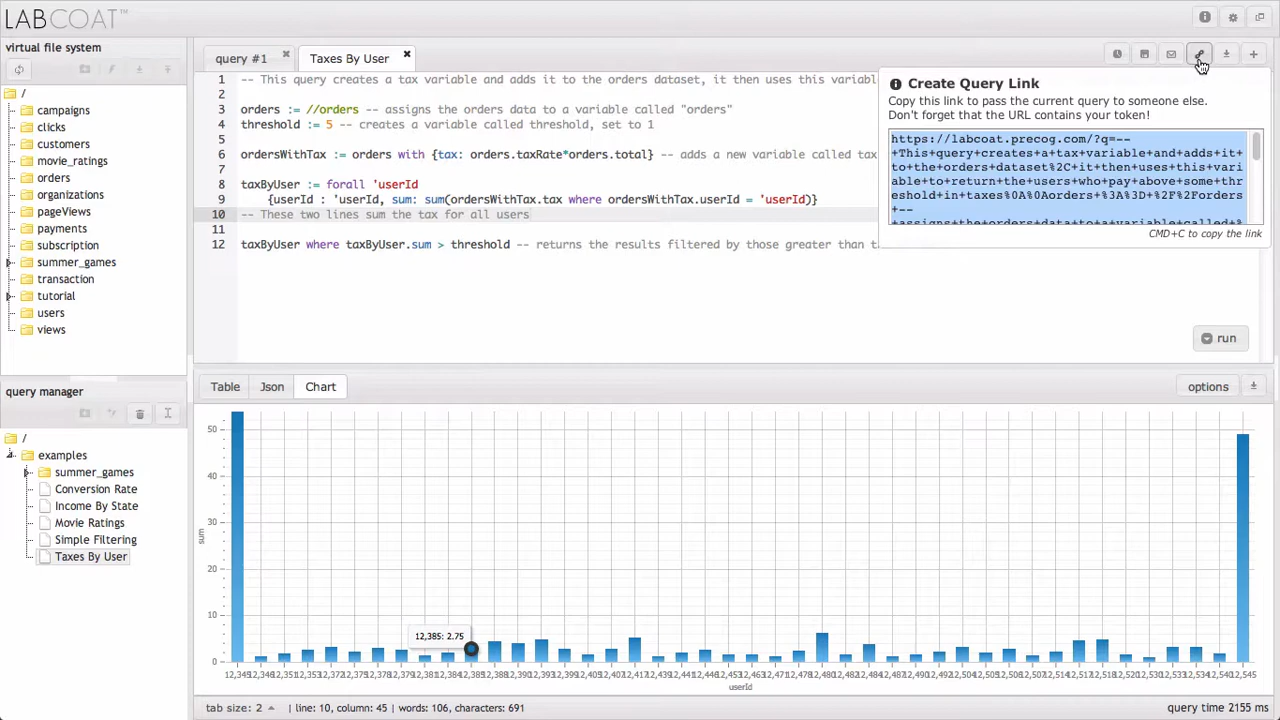 LABCOAT™
virtual file system
/
campaigns
clicks
customers
movie_ratings
orders
organizations
pageViews
payments
subscription
summer_games
transaction
tutorial
users
views
query manager
/
examples
summer_games
Conversion Rate
Income By State
Movie Ratings
Simple Filtering
Taxes By User
query #1
Taxes By User
1 -- This query creates a tax variable and adds it to the orders dataset, it then uses this variabl
2
3 orders := //orders -- assigns the orders data to a variable called "orders"
4 threshold := 5 -- creates a variable called threshold, set to 1
5
6 ordersWithTax := orders with {tax: orders.taxRate*orders.total} -- adds a new variable called tax
7
8 taxByUser := forall 'userId
9 {userId : 'userId, sum: sum(ordersWithTax.tax where ordersWithTax.userId = 'userId)}
10 -- These two lines sum the tax for all users
11
12 taxByUser where taxByUser.sum > threshold -- returns the results filtered by those greater than t
Create Query Link
Copy this link to pass the current query to someone else.
Don't forget that the URL contains your token!
https://labcoat.precog.com/?q=--
+This+query+creates+a+tax+variable+and+adds+it+
to+the+orders+dataset%2C+it+then+uses+this+vari
able+to+return+the+users+who+pay+above+some+thr
eshold+in+taxes%0A%0Aorders+%3A%3D+%2F%2Forders
+--
+assigns+the+orders+data+to+a+variable+called+%
CMD+C to copy the link
run
Table
Json
Chart
options
50
40
30
20
10
0
sum
12,385: 2.75
userId
tab size: 2
line: 10, column: 45 | words: 106, characters: 691
query time 2155 ms